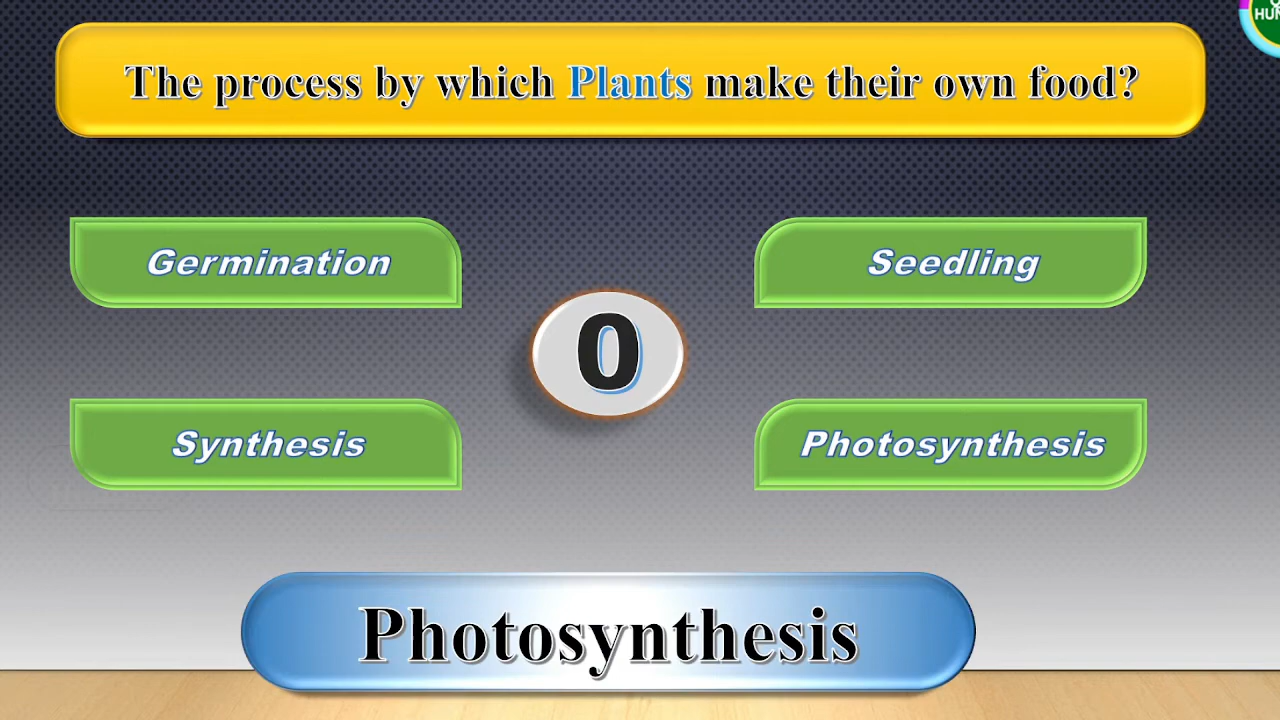 The process by which Plants make their own food?
Germination
Seedling
0
Synthesis
Photosynthesis
Photosynthesis